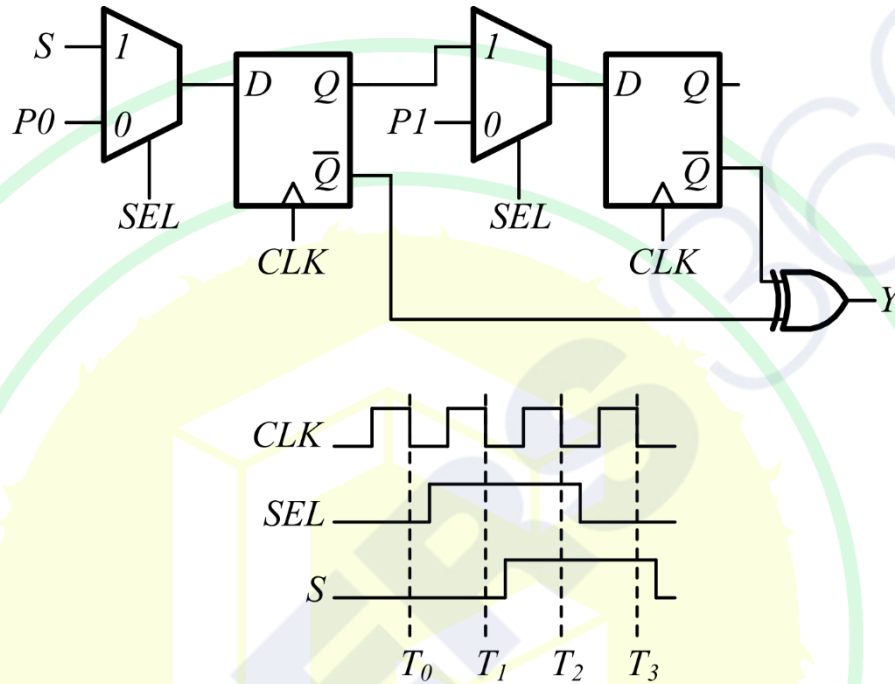 S 1 Q 1 D Q
D
P0 0 P1 0
Q Q
SEL CLK SEL CLK
Y
CLK
SEL
S
T0 T1 T2 T3